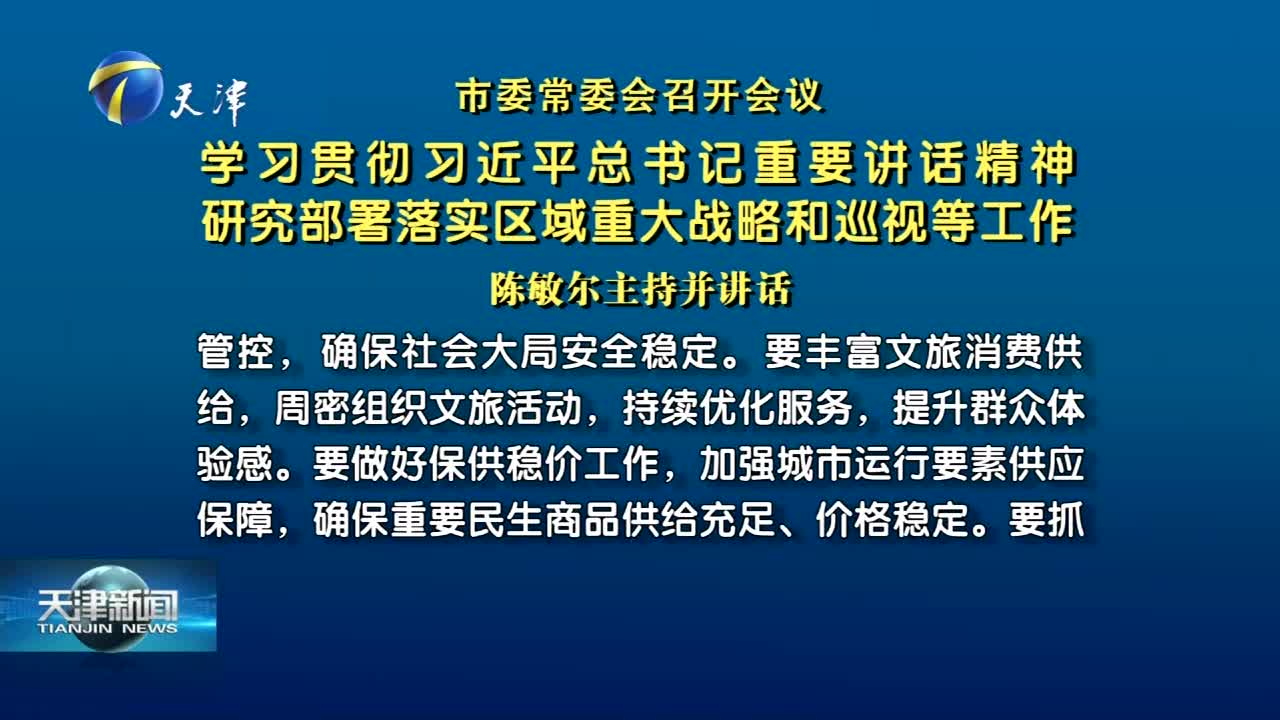 天津
市委常委会召开会议
学习贯彻习近平总书记重要讲话精神
研究部署落实区域重大战略和巡视等工作
陈敏尔主持并讲话
管控，确保社会大局安全稳定。要丰富文旅消费供
给，周密组织文旅活动，持续优化服务，提升群众体
验感。要做好保供稳价工作，加强城市运行要素供应
保障，确保重要民生商品供给充足、价格稳定。要抓
天津新闻
TIANJIN NEWS